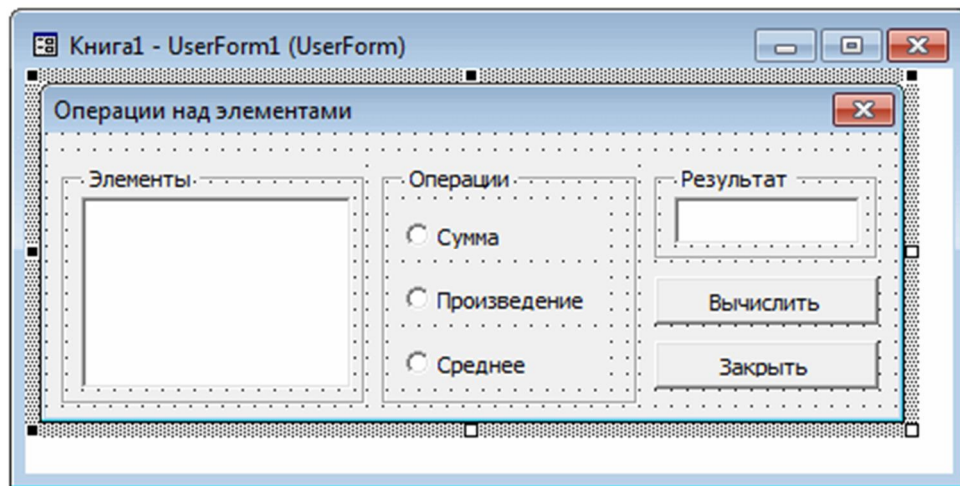 Книга1 - UserForm1 (UserForm)
Операции над элементами
Элементы
Операции
Результат
Сумма
Произведение
Вычислить
Среднее
Закрыть